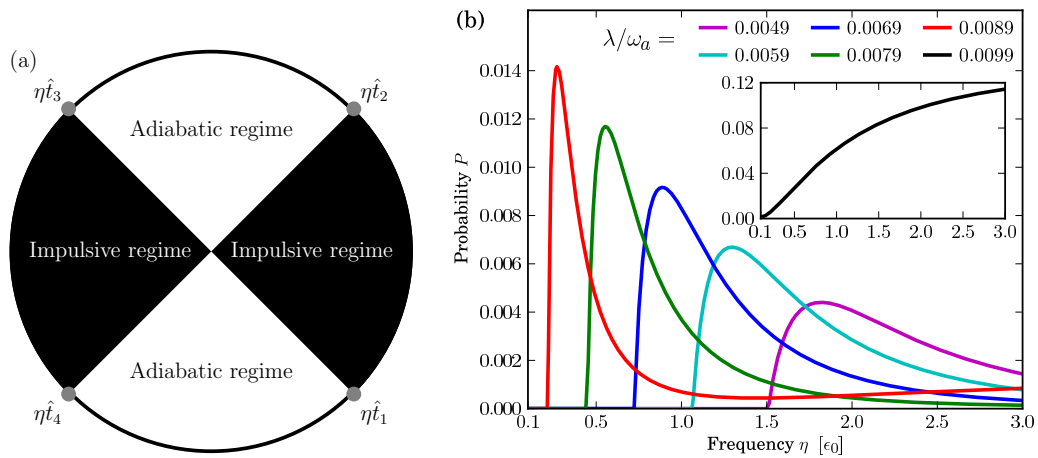 (a)
ηt̂₃
ηt̂₂
Adiabatic regime
Impulsive regime
Impulsive regime
Adiabatic regime
ηt̂₄
ηt̂₁
(b)
λ/ωₐ =
0.0049
0.0069
0.0089
0.0059
0.0079
0.0099
Probability P
0.014
0.012
0.010
0.008
0.006
0.004
0.002
0.000
0.1 0.5 1.0 1.5 2.0 2.5 3.0
Frequency η [ϵ₀]
0.12
0.08
0.04
0.00
0.1 0.5 1.0 1.5 2.0 2.5 3.0